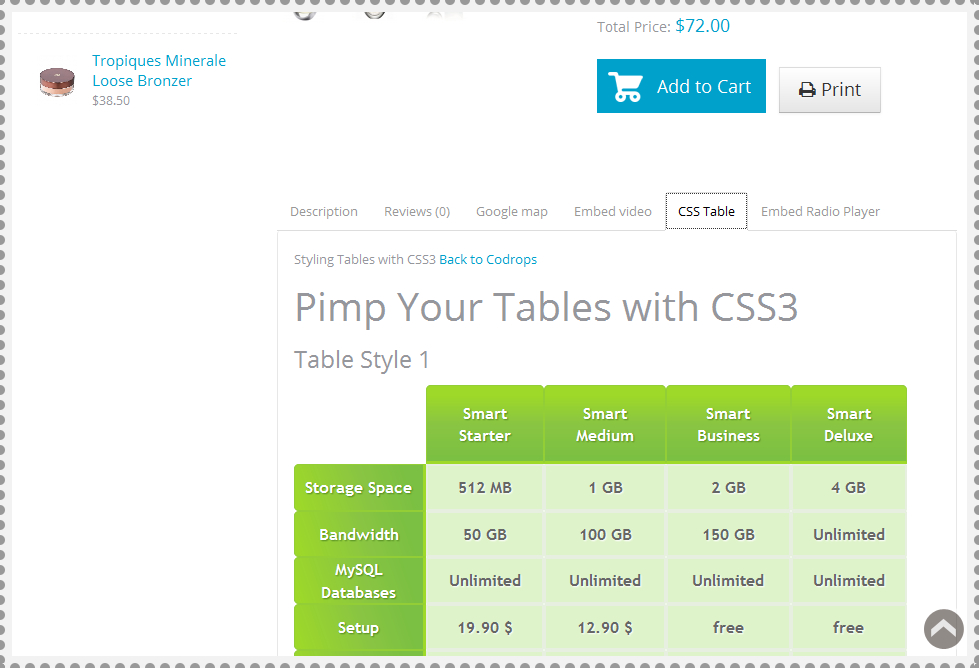 Total Price: $72.00
Tropiques Minerale
Loose Bronzer
$38.50
Add to Cart
Print
Description Reviews (0) Google map Embed video CSS Table Embed Radio Player
Styling Tables with CSS3 Back to Codrops
Pimp Your Tables with CSS3
Table Style 1
Smart Starter Smart Medium Smart Business Smart Deluxe
Storage Space 512 MB 1 GB 2 GB 4 GB
Bandwidth 50 GB 100 GB 150 GB Unlimited
MySQL Databases Unlimited Unlimited Unlimited Unlimited
Setup 19.90 $ 12.90 $ free free